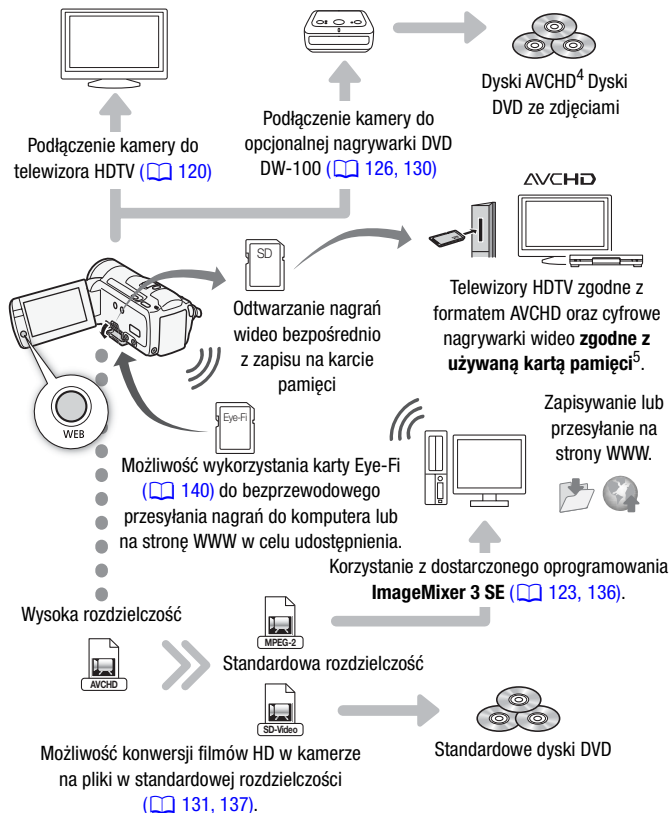 Dyski AVCHD4 Dyski
DVD ze zdjęciami
Podłączenie kamery do
telewizora HDTV (120)
Podłączenie kamery do
opcjonalnej nagrywarki DVD
DW-100 (126, 130)
AVCHD
SD
Odtwarzanie nagrań
wideo bezpośrednio
z zapisu na karcie
pamięci
Telewizory HDTV zgodne z
formatem AVCHD oraz cyfrowe
nagrywarki wideo zgodne z
używaną kartą pamięci5.
WEB
Eye-Fi
Możliwość wykorzystania karty Eye-Fi
(140) do bezprzewodowego
przesyłania nagrań do komputera lub
na stronę WWW w celu udostępnienia.
Zapisywanie lub
przesyłanie na
strony WWW.
Korzystanie z dostarczonego oprogramowania
ImageMixer 3 SE (123, 136).
Wysoka rozdzielczość
AVCHD
MPEG-2
Standardowa rozdzielczość
SD-Video
Standardowe dyski DVD
Możliwość konwersji filmów HD w kamerze
na pliki w standardowej rozdzielczości
(131, 137).